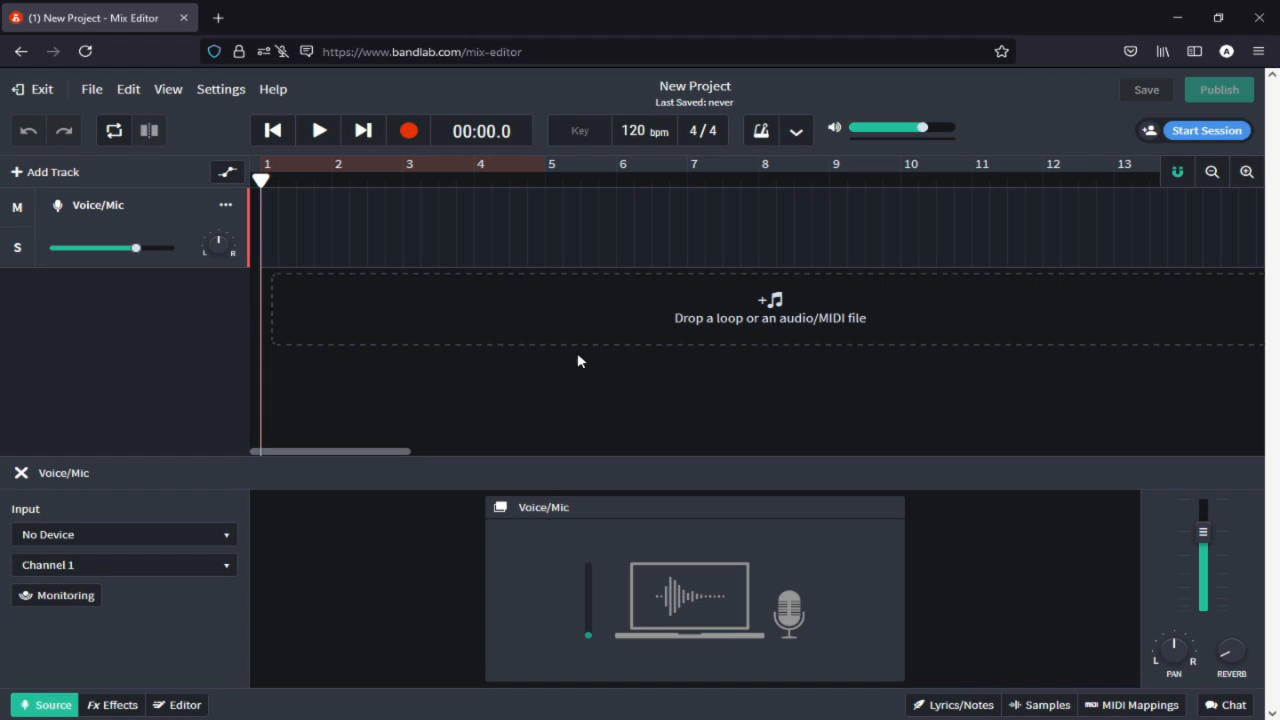 (1) New Project - Mix Editor
https://www.bandlab.com/mix-editor
A
Exit File Edit View Settings Help
New Project
Last Saved: never
Save
Publish
00:00.0
Key
120 bpm
4 / 4
Start Session
Add Track
1 2 3 4 5 6 7 8 9 10 11 12 13
M
Voice/Mic
S
L R
Drop a loop or an audio/MIDI file
Voice/Mic
Input
No Device
Channel 1
Monitoring
Voice/Mic
L R
PAN
REVERB
Source
Fx Effects
Editor
Lyrics/Notes
Samples
MIDI MIDI Mappings
Chat